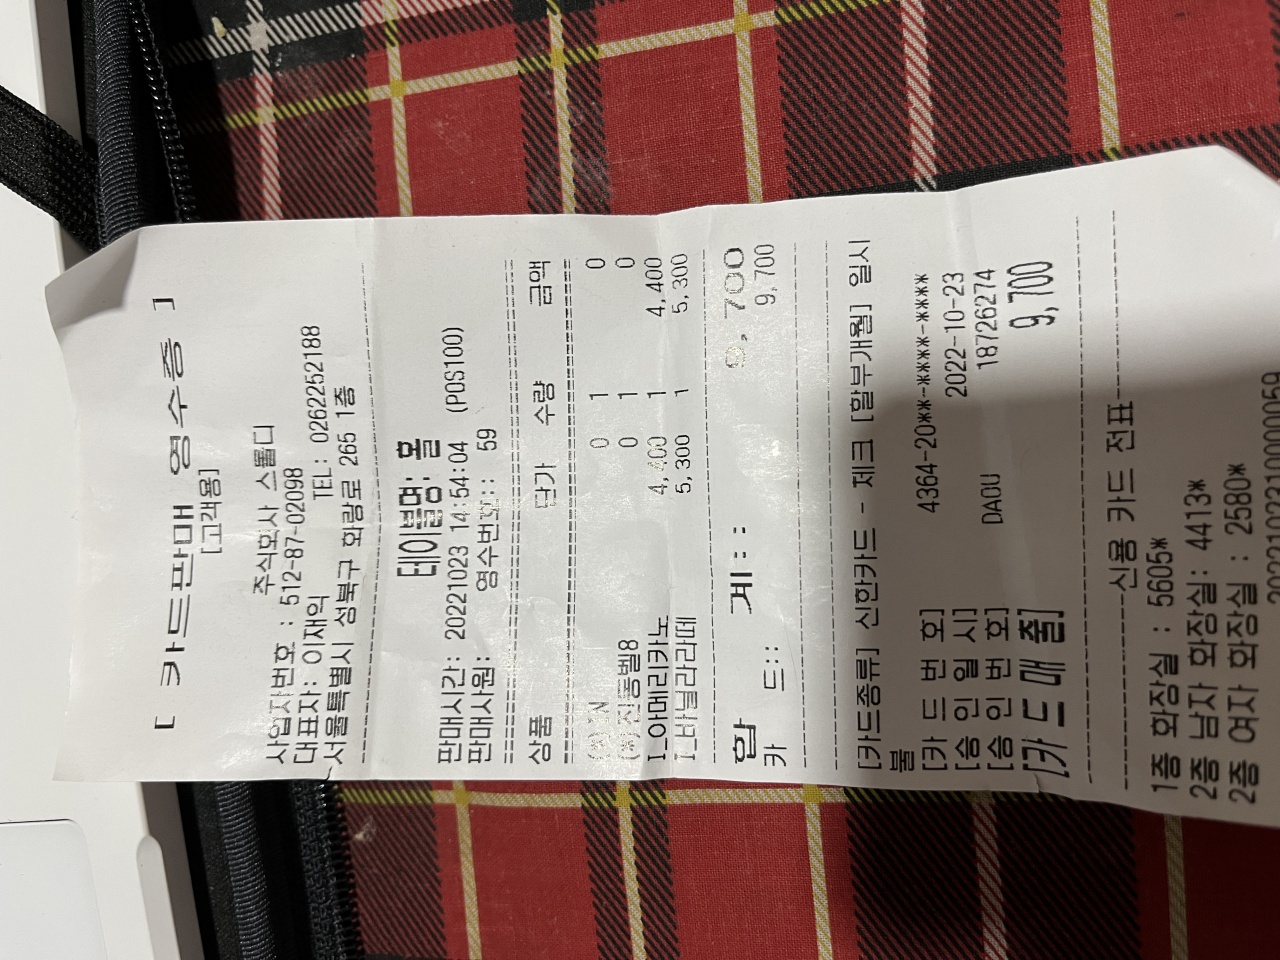 [ 카드판매 영수증 ]
[고객용]
주식회사 스몰디
사업자번호 : 512-87-02098
대표자: 이재익 TEL : 0262252188
서울특별시 성북구 화랑로 265 1층
테이블명: 홀
판매시간: 20221023 14:54:04 (POS100)
판매사원: 영수번호:: 59
상품 단가 수량 금액
(*)IN 0 1 0
(*)진동벨8 0 1 0
I_아메리카노 4,400 1 4,400
I_바닐라라떼 5,300 1 5,300
합 계:: 9,700
카 드:: 9,700
[카드종류] 신한카드 - 체크 [할부개월] 일시
불
[카 드 번 호] 4364-20**-****-****
[승 인 일 시] 2022-10-23
[승 인 번 호] DAOU 18726274
[카 드 매 출] 9,700
신용 카드 전표
1층 화장실 : 5605*
2층 남자 화장실: 4413*
2층 여자 화장실 : 2580*